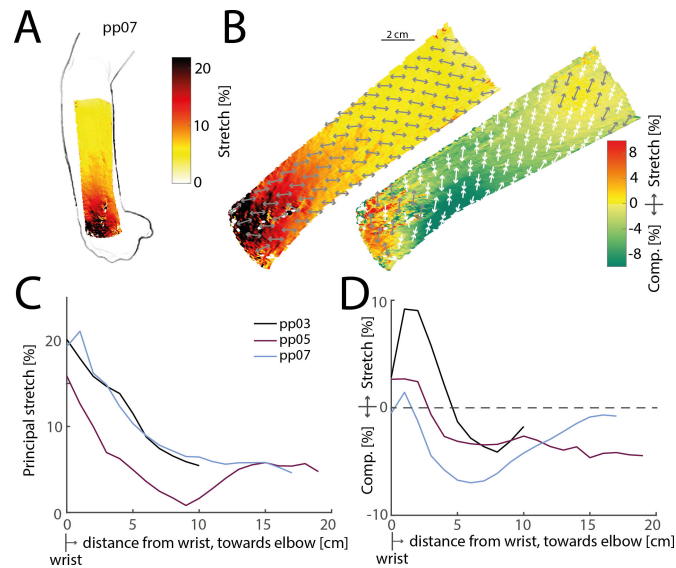 A
pp07
20
10
0
Stretch [%]
B
2 cm
8
4
0
-4
-8
Comp. [%]
Stretch [%]
C
Principal stretch [%]
20
10
0
pp03
pp05
pp07
0
5
10
15
20
distance from wrist, towards elbow [cm]
wrist
D
Comp. [%]
Stretch [%]
10
0
-10
0
5
10
15
20
distance from wrist, towards elbow [cm]
wrist